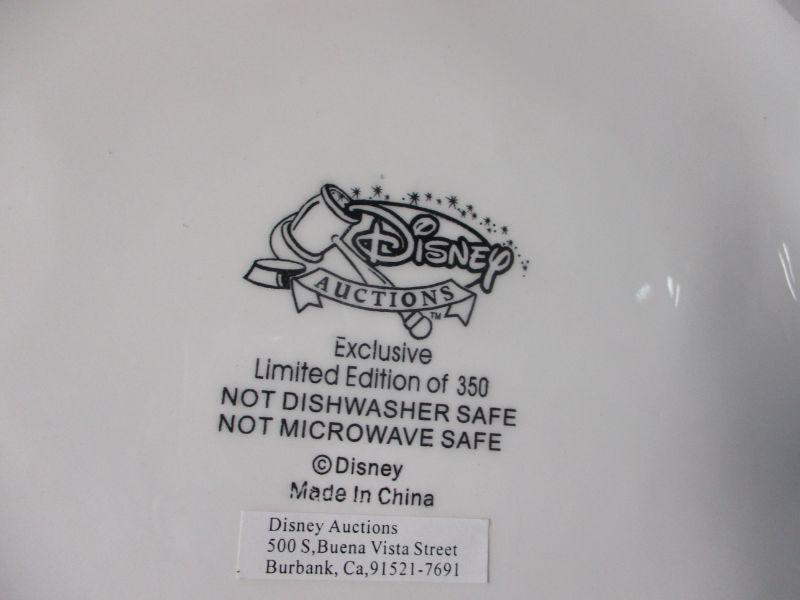 Disney
AUCTIONS
TM
Exclusive
Limited Edition of 350
NOT DISHWASHER SAFE
NOT MICROWAVE SAFE
©Disney
Made In China
Disney Auctions
500 S,Buena Vista Street
Burbank, Ca,91521-7691